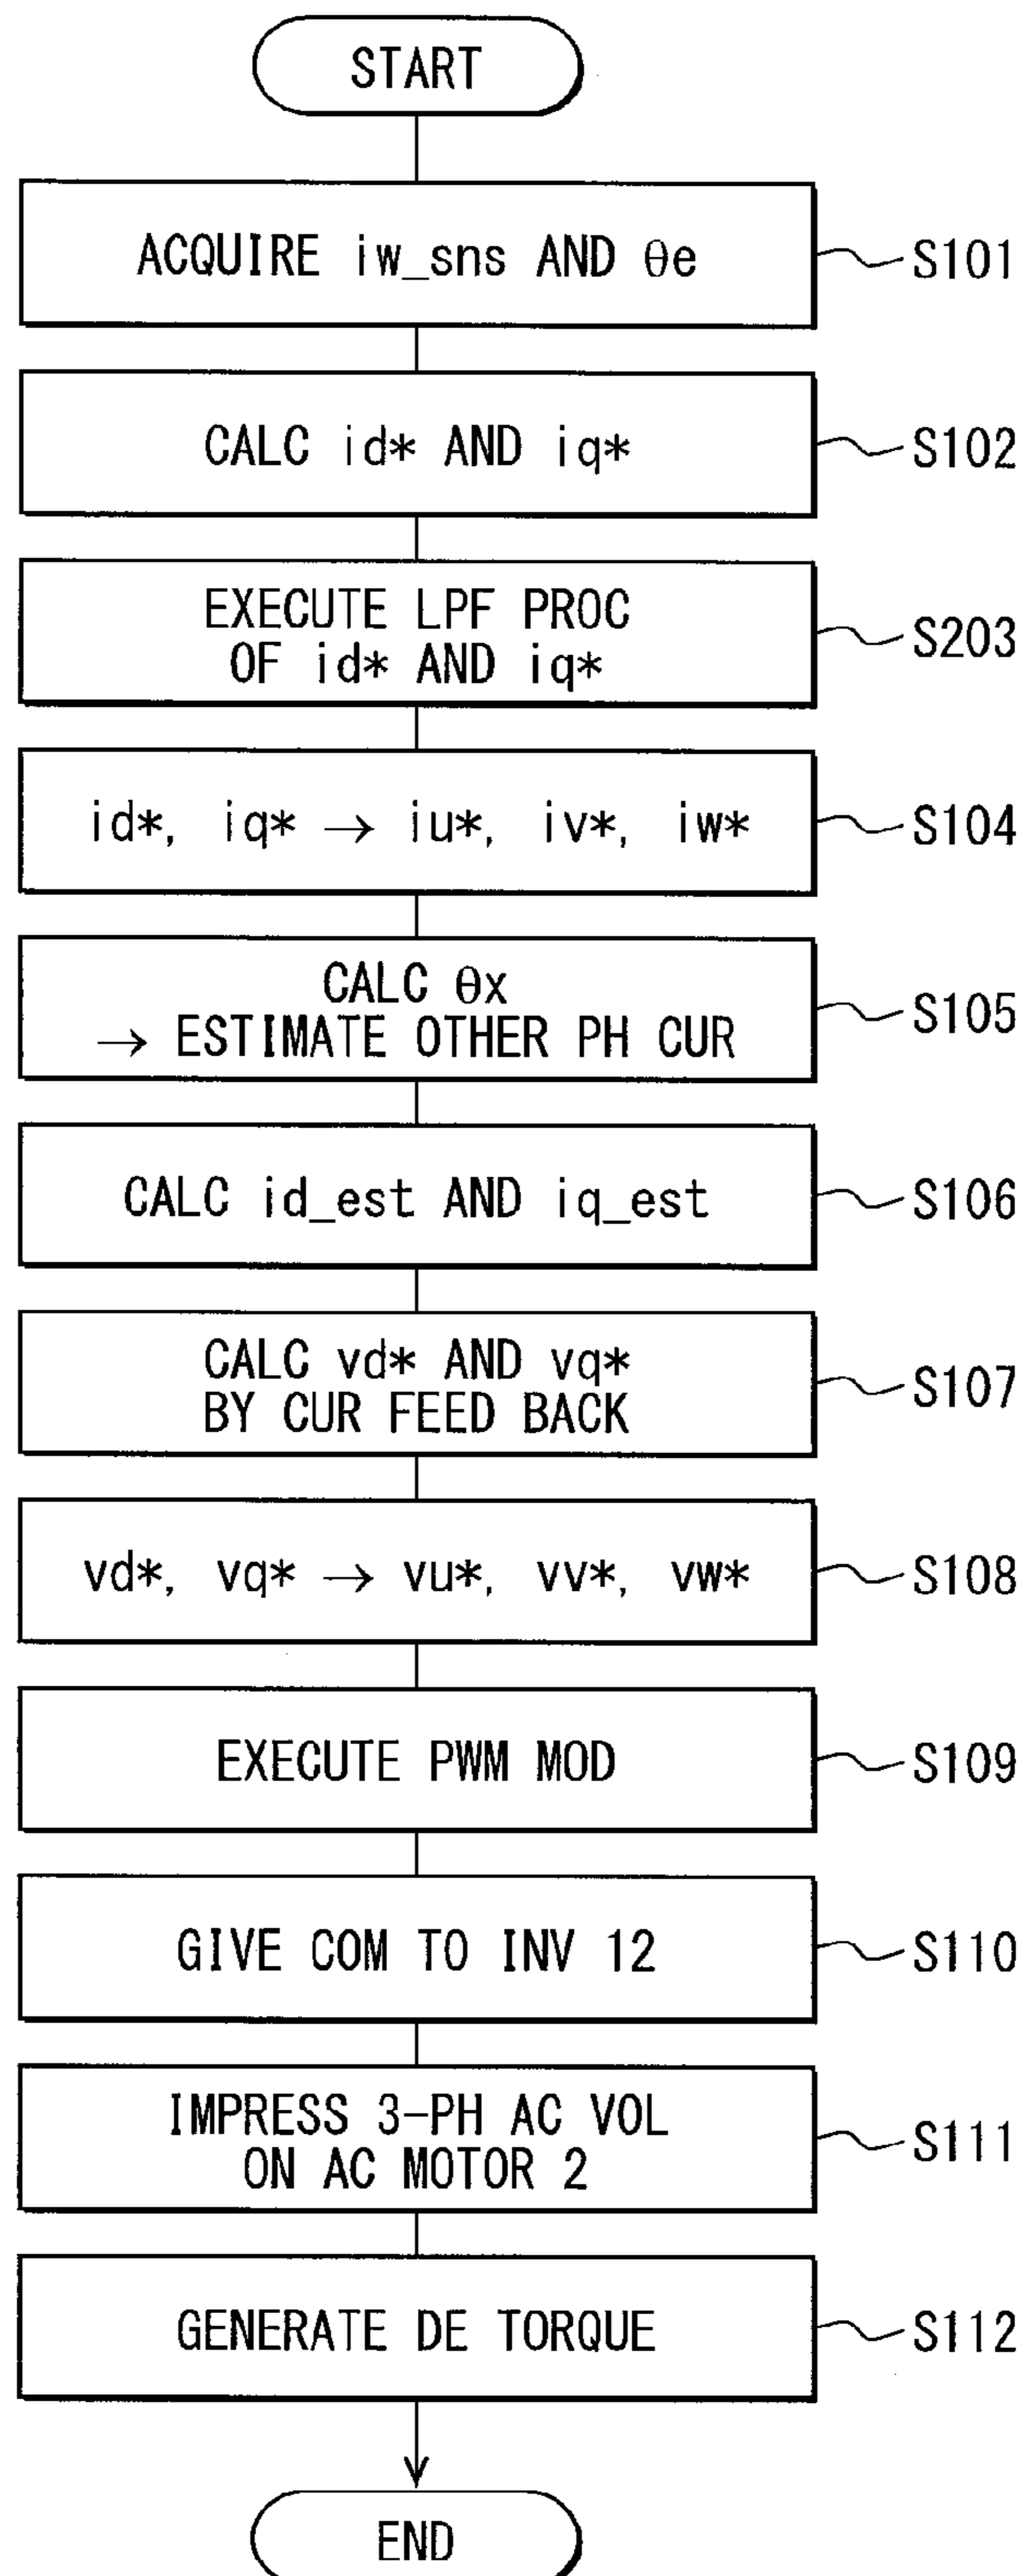 START
ACQUIRE iw_sns AND θe
S101
CALC id* AND iq*
S102
EXECUTE LPF PROC
OF id* AND iq*
S203
id*, iq* → iu*, iv*, iw*
S104
CALC θx
→ ESTIMATE OTHER PH CUR
S105
CALC id_est AND iq_est
S106
CALC vd* AND vq*
BY CUR FEED BACK
S107
vd*, vq* → vu*, vv*, vw*
S108
EXECUTE PWM MOD
S109
GIVE COM TO INV 12
S110
IMPRESS 3-PH AC VOL
ON AC MOTOR 2
S111
GENERATE DE TORQUE
S112
END